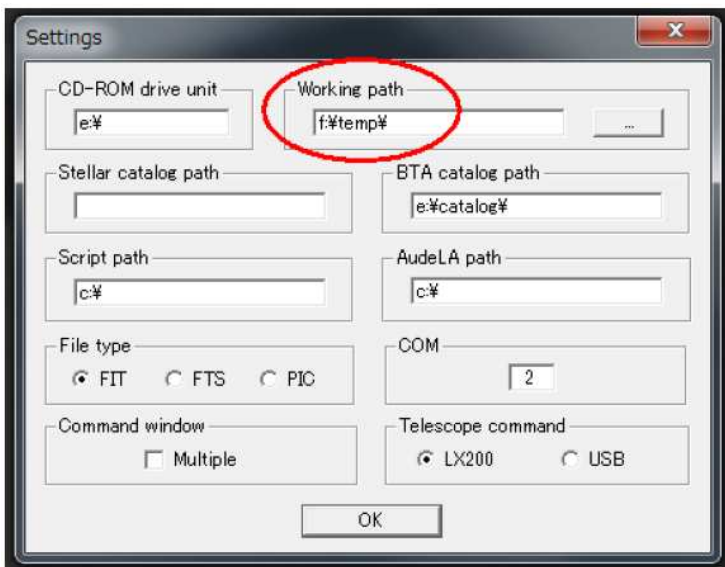 Settings
CD-ROM drive unit
Working path
e:¥
f:¥temp¥
...
Stellar catalog path
BTA catalog path
e:¥catalog¥
Script path
AudeLA path
c:¥
c:¥
File type
COM
FIT FTS PIC
2
Command window
Telescope command
Multiple
LX200 USB
OK